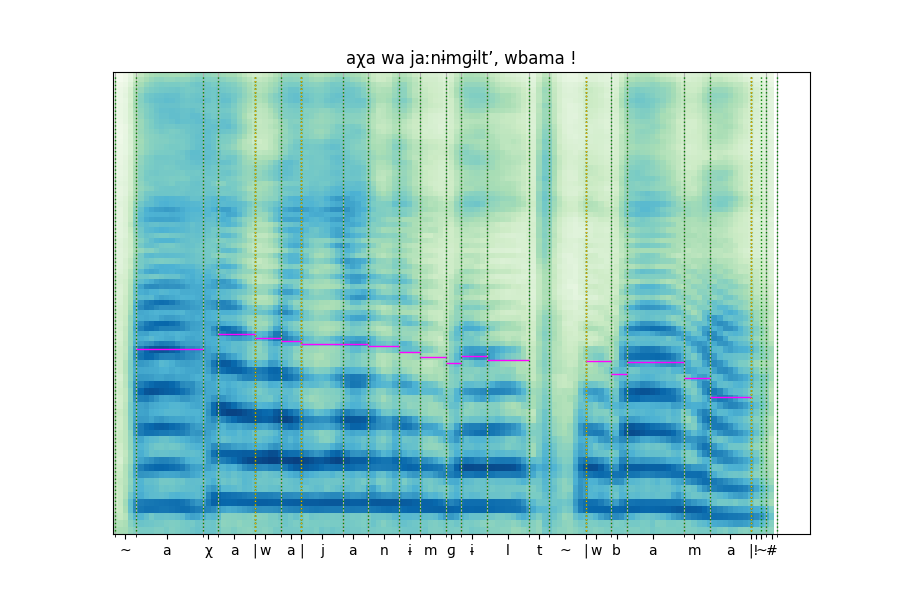 aχa wa jaːnɨmgɨlt’, wbama !
~ a χ a | w a | j a n ɨ m g ɨ l t ~ | w b a m a | ! ~ #